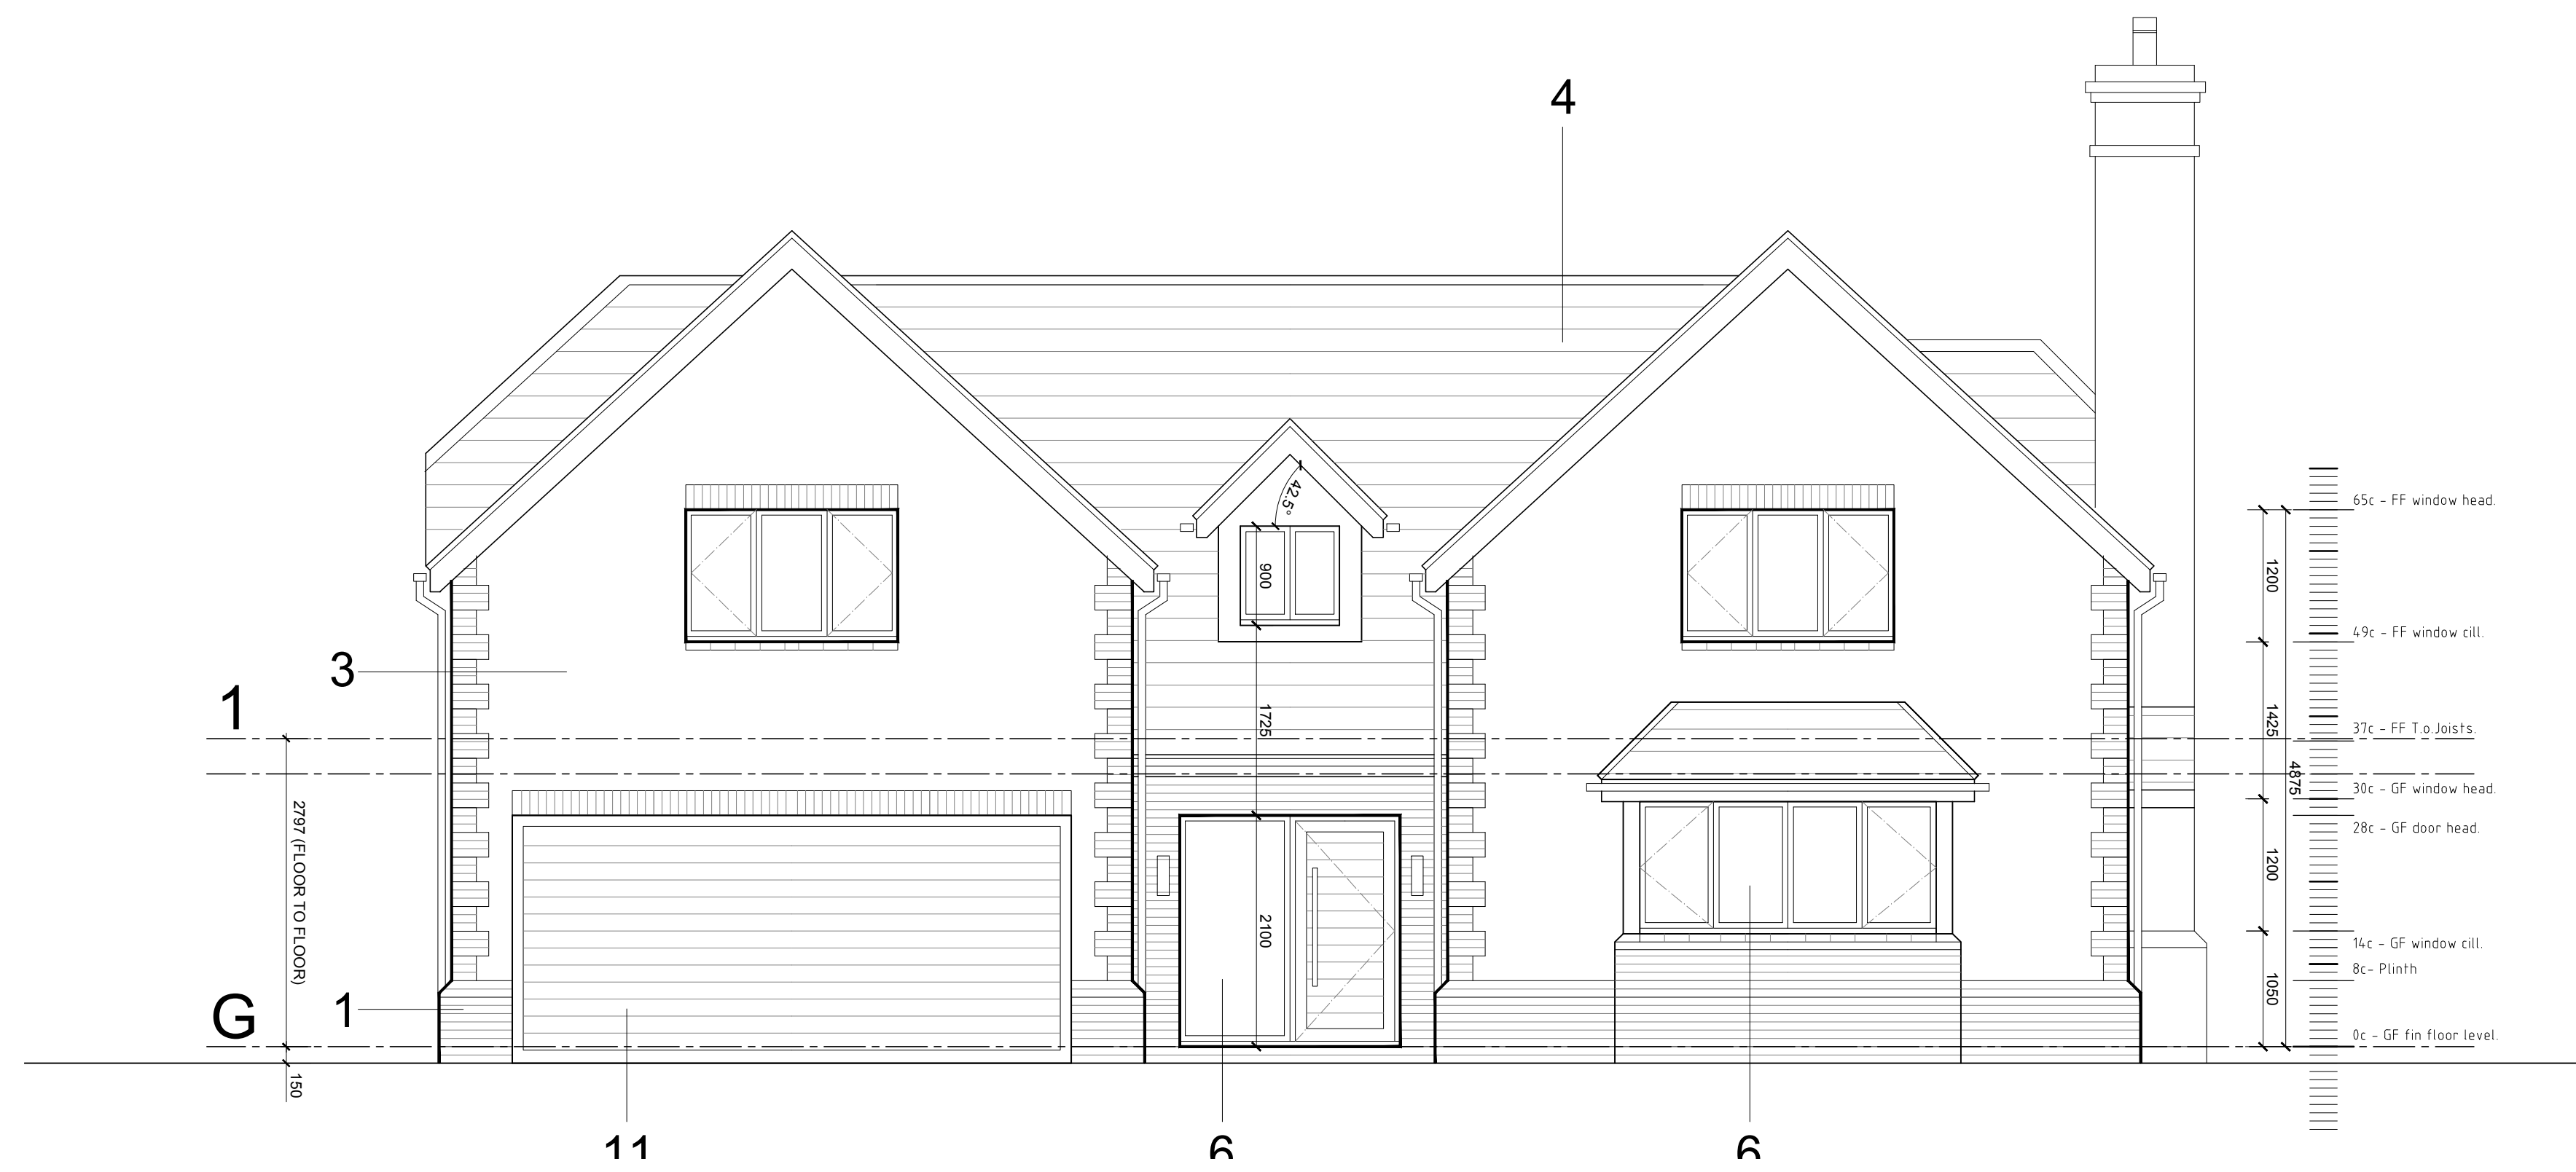 4
42.5°
65c - FF window head.
900
1200
49c - FF window cill.
3
1
1725
1425
37c - FF T.o.Joists.
4875
30c - GF window head.
2797 (FLOOR TO FLOOR)
28c - GF door head.
1200
2100
14c - GF window cill.
8c- Plinth
1050
G
1
0c - GF fin floor level.
150
11
6
6